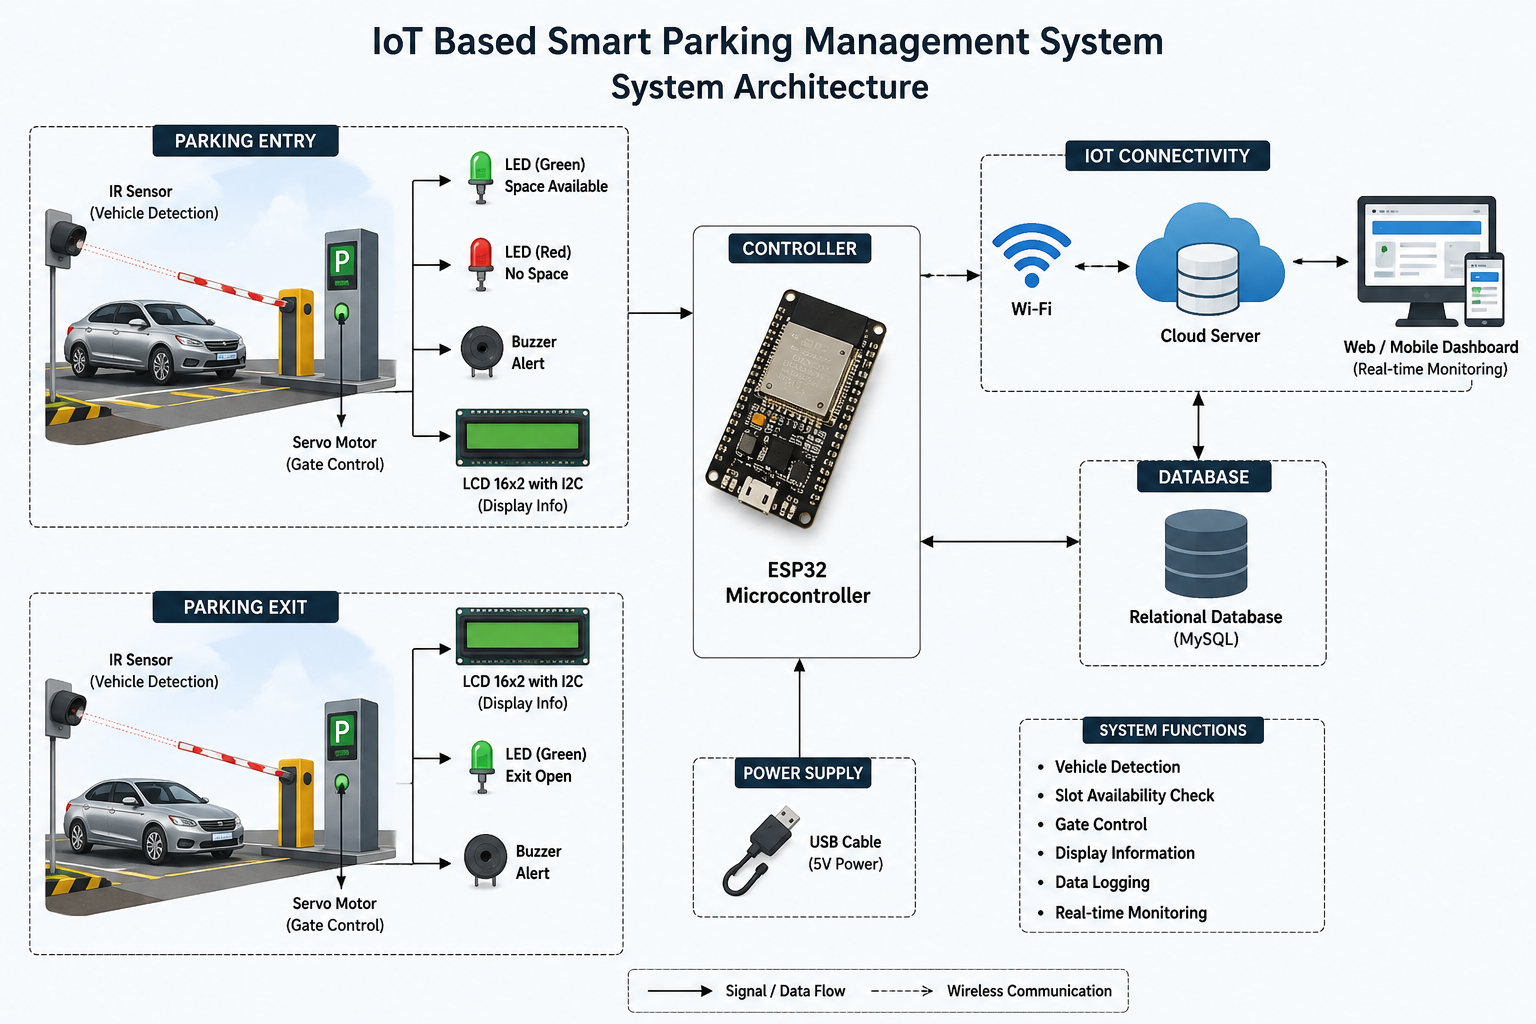 IoT Based Smart Parking Management System
System Architecture
PARKING ENTRY
IR Sensor
(Vehicle Detection)
P
LED (Green)
Space Available
LED (Red)
No Space
Buzzer
Alert
Servo Motor
(Gate Control)
LCD 16x2 with I2C
(Display Info)
CONTROLLER
ESP32
Microcontroller
IOT CONNECTIVITY
Wi-Fi
Cloud Server
Web / Mobile Dashboard
(Real-time Monitoring)
DATABASE
Relational Database
(MySQL)
PARKING EXIT
IR Sensor
(Vehicle Detection)
P
LCD 16x2 with I2C
(Display Info)
LED (Green)
Exit Open
Buzzer
Alert
Servo Motor
(Gate Control)
POWER SUPPLY
USB Cable
(5V Power)
SYSTEM FUNCTIONS
• Vehicle Detection
• Slot Availability Check
• Gate Control
• Display Information
• Data Logging
• Real-time Monitoring
Signal / Data Flow
Wireless Communication